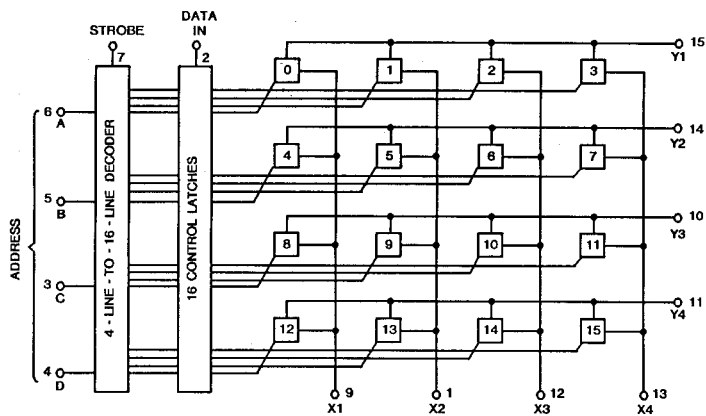 STROBE
7
DATA
IN
2
15
Y1
0
1
2
3
6
A
14
Y2
4
5
6
7
5
B
10
Y3
8
9
10
11
3
C
11
Y4
12
13
14
15
4
D
ADDRESS
4 - LINE - TO - 16 - LINE DECODER
16 CONTROL LATCHES
9
X1
1
X2
12
X3
13
X4